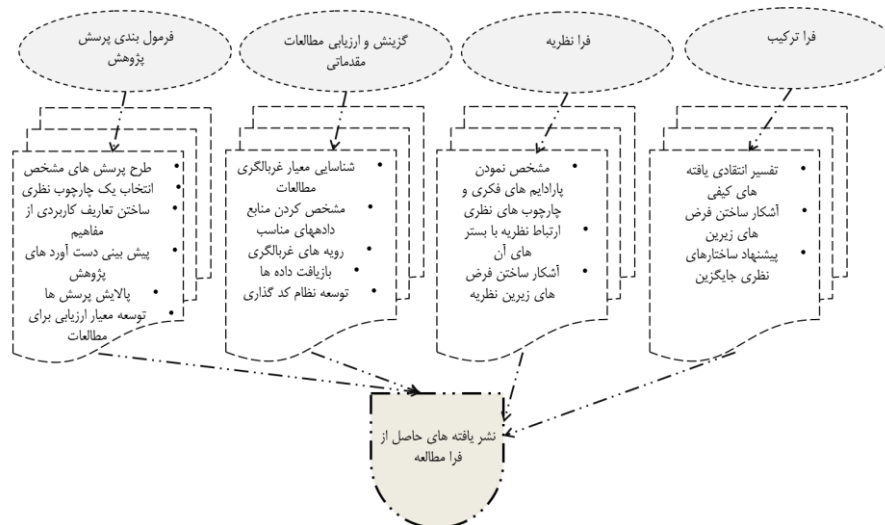 فرمول بندی پرسش
پژوهش
گزینش و ارزیابی مطالعات
مقدماتی
فرا نظریه
فرا ترکیب
• طرح پرسش های مشخص
• انتخاب یک چارچوب نظری
• ساختن تعاریف کاربردی از
مفاهیم
• پیش بینی دست آورد های
پژوهش
• پالایش پرسش ها
• توسعه معیار ارزیابی برای
مطالعات
• شناسایی معیار غربالگری
مطالعات
• مشخص کردن منابع
دادههای مناسب
• رویه های غربالگری
• بازیافت داده ها
• توسعه نظام کد گذاری
• مشخص نمودن
پارادایم های فکری و
چارچوب های نظری
• ارتباط نظریه با بستر
های آن
• آشکار ساختن فرض
های زیرین نظریه
• تفسیر انتقادی یافته
های کیفی
• آشکار ساختن فرض
های زیرین
• پیشنهاد ساختارهای
نظری جایگزین
نشر یافته های حاصل از
فرا مطالعه